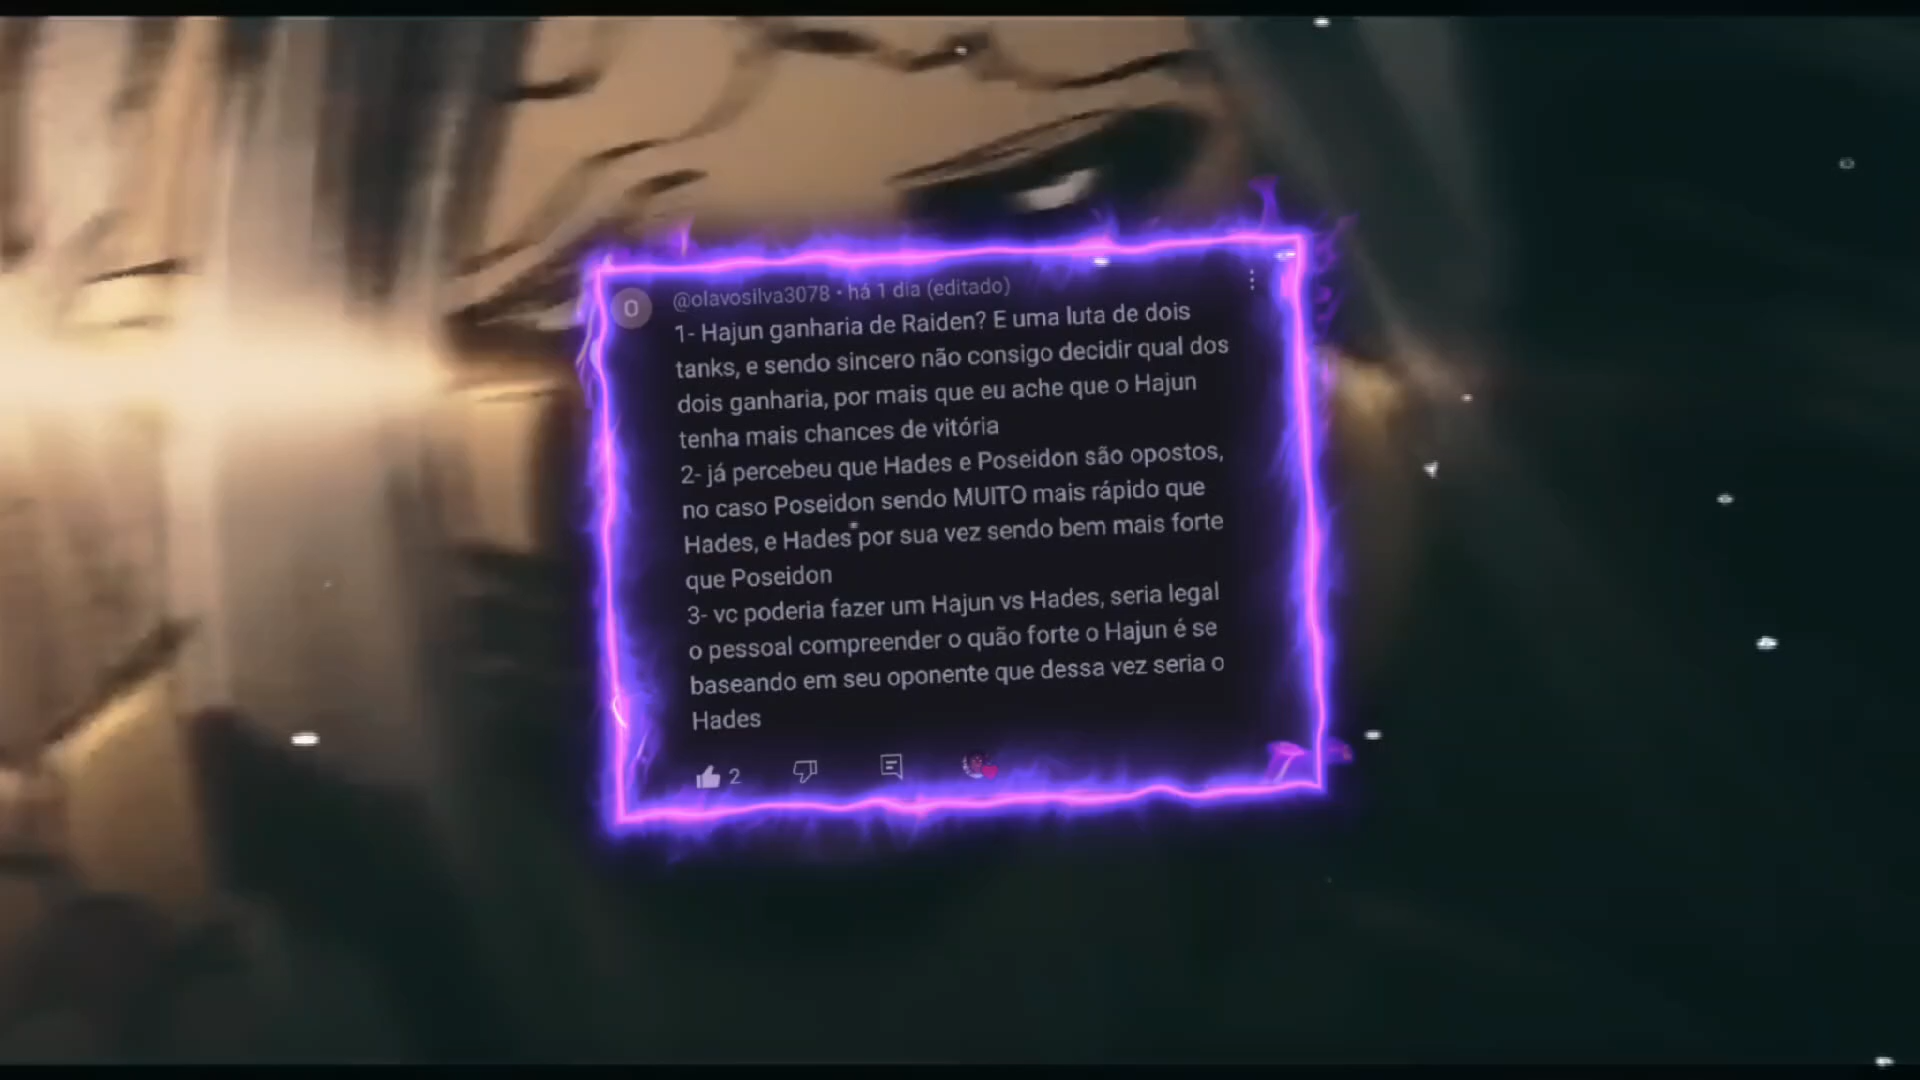 O
@olavosilva3078 • há 1 dia (editado)
1- Hajun ganharia de Raiden? E uma luta de dois
tanks, e sendo sincero não consigo decidir qual dos
dois ganharia, por mais que eu ache que o Hajun
tenha mais chances de vitória
2- já percebeu que Hades e Poseidon são opostos,
no caso Poseidon sendo MUITO mais rápido que
Hades, e Hades por sua vez sendo bem mais forte
que Poseidon
3- vc poderia fazer um Hajun vs Hades, seria legal
o pessoal compreender o quão forte o Hajun é se
baseando em seu oponente que dessa vez seria o
Hades
2